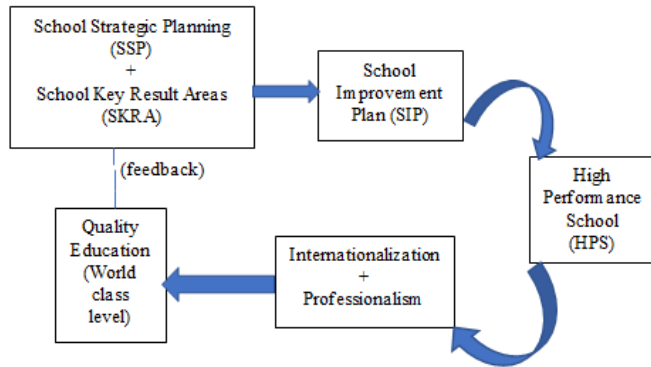 School Strategic Planning
(SSP)
+
School Key Result Areas
(SKRA)
School
Improvement
Plan (SIP)
High
Performance
School
(HPS)
Internationalization
+
Professionalism
Quality
Education
(World
class
level)
(feedback)